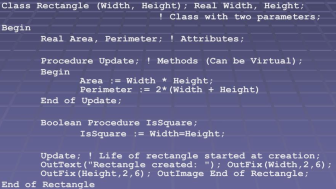 Class Rectangle (Width, Height); Real Width, Height;
! Class with two parameters;
Begin
Real Area, Perimeter; ! Attributes;
Procedure Update; ! Methods (Can be Virtual);
Begin
Area := Width * Height;
Perimeter := 2*(Width + Height)
End of Update;
Boolean Procedure IsSquare;
IsSquare := Width=Height;
Update; ! Life of rectangle started at creation;
OutText("Rectangle created: "); OutFix(Width,2,6);
OutFix(Height,2,6); OutImage End of Rectangle;
End of Rectangle